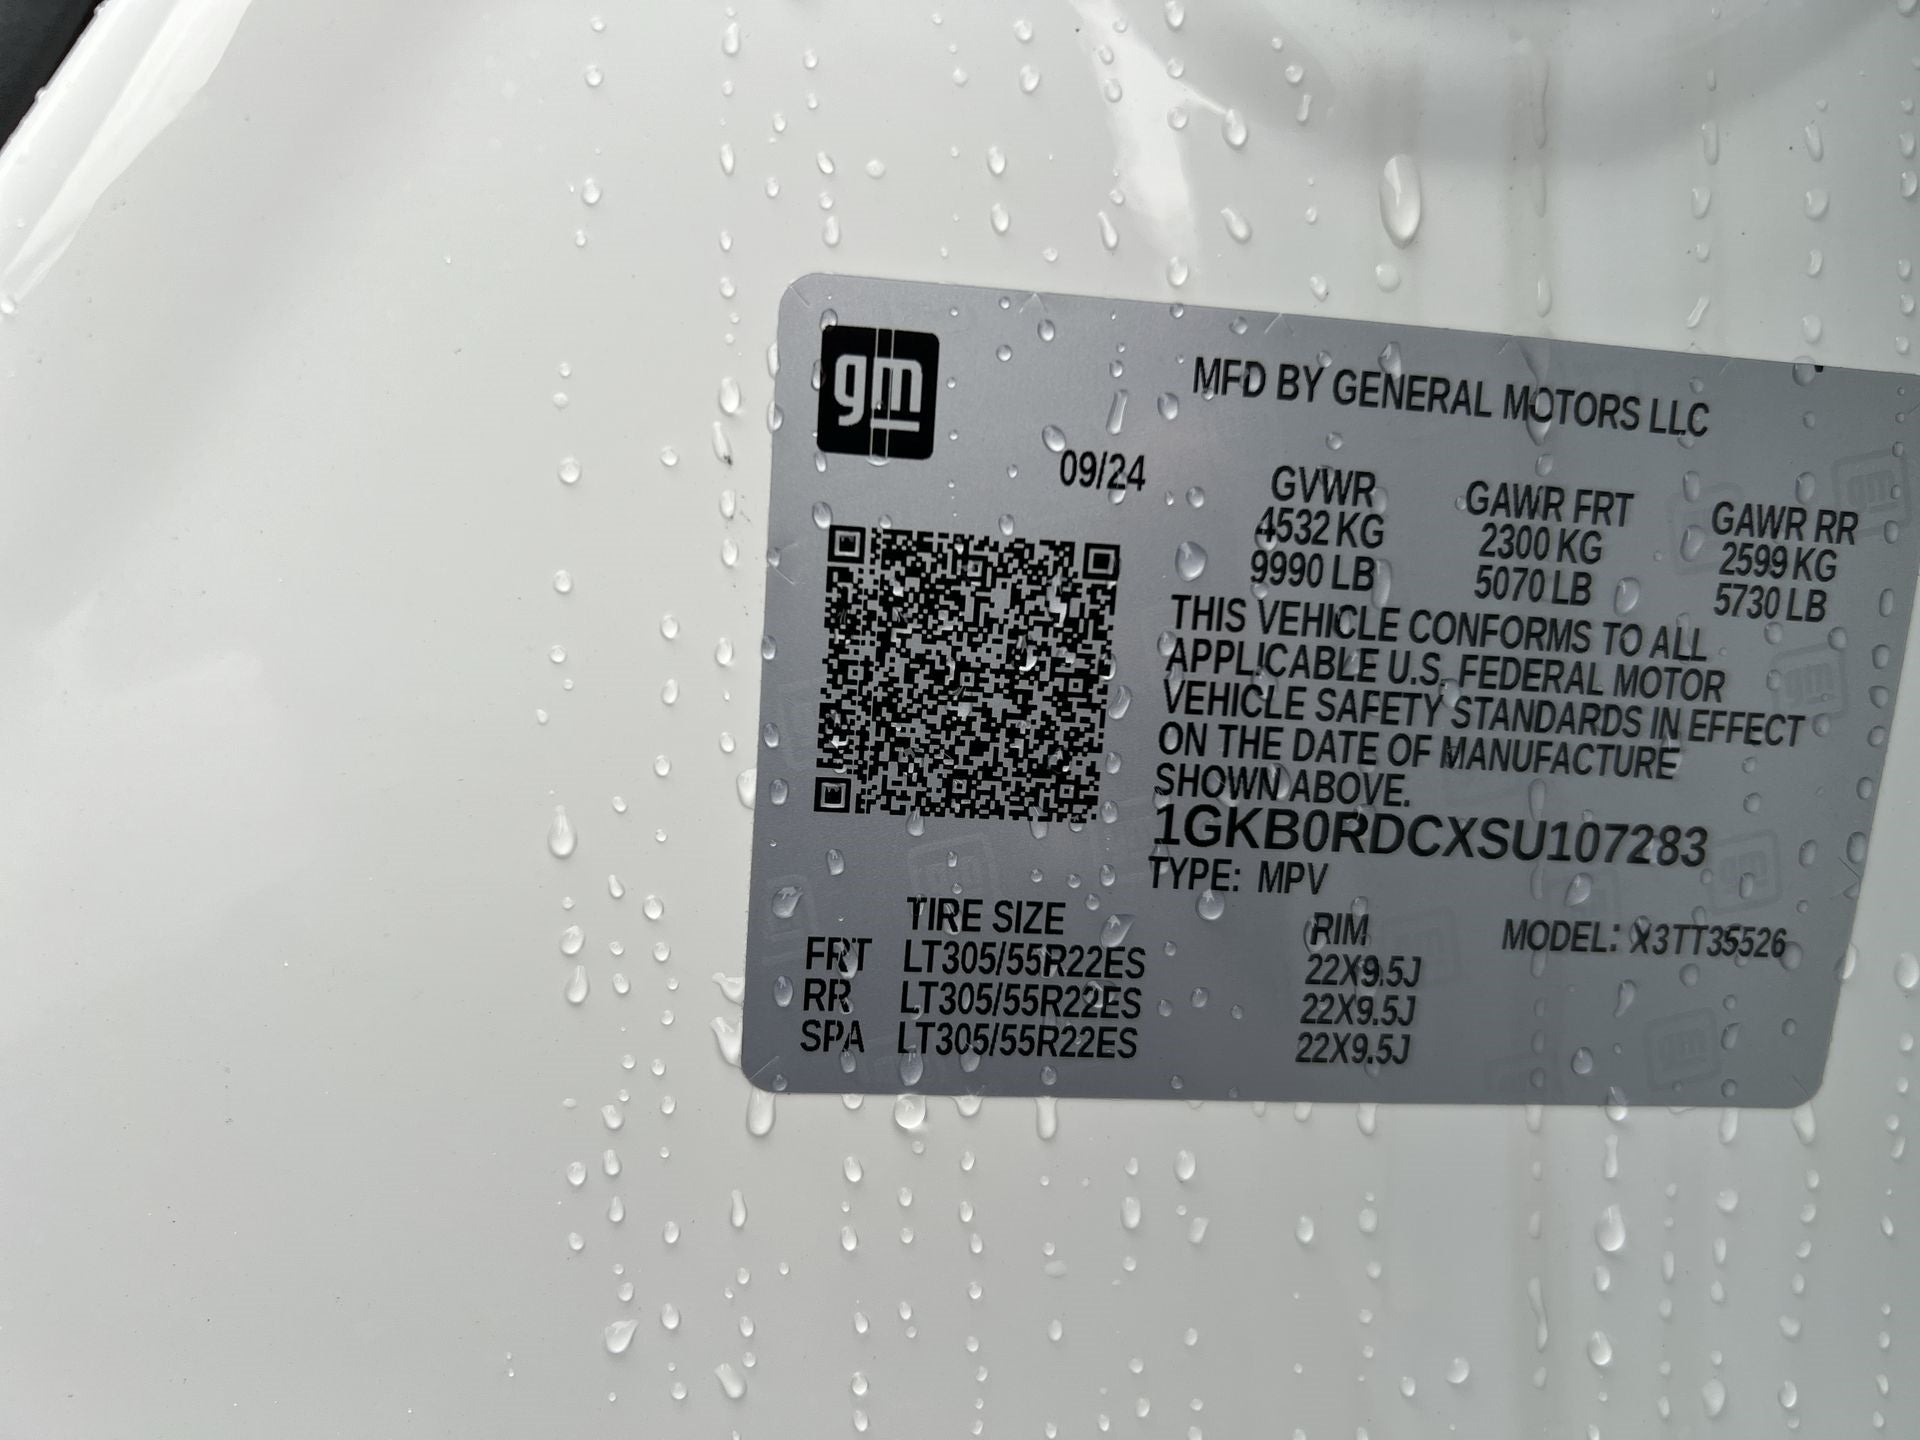 gm
MFD BY GENERAL MOTORS LLC
09/24
GVWR GAWR FRT GAWR RR
4532 KG 2300 KG 2599 KG
9990 LB 5070 LB 5730 LB
THIS VEHICLE CONFORMS TO ALL
APPLICABLE U.S. FEDERAL MOTOR
VEHICLE SAFETY STANDARDS IN EFFECT
ON THE DATE OF MANUFACTURE
SHOWN ABOVE.
1GKB0RDCXSU107283
TYPE: MPV
TIRE SIZE RIM MODEL: X3TT35526
FRT LT305/55R22ES 22X9.5J
RR LT305/55R22ES 22X9.5J
SPA LT305/55R22ES 22X9.5J